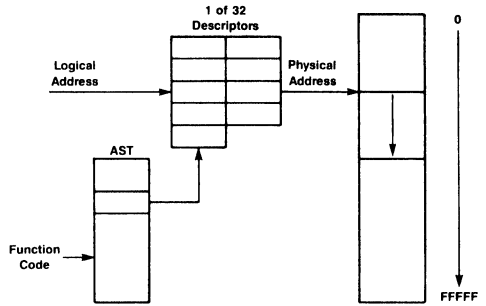 1 of 32
Descriptors
0
Logical
Address
Physical
Address
AST
Function
Code
FFFFF